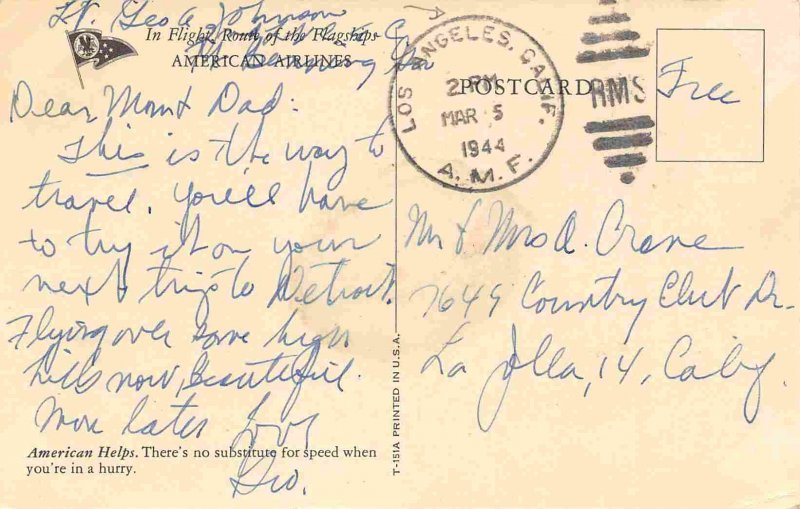 Lt. Geo A Johnson
In Flight, Route of the Flagships
AMERICAN AIRLINES
Ft Benning Ga
Dear Mom & Dad:
This is the way to
travel. You'll have
to try it on your
next trip to Detroit.
Flying over some high
hills now, beautiful.
More later Love
Geo.
American Helps. There's no substitute for speed when
you're in a hurry.
T-151A PRINTED IN U.S.A.
LOS ANGELES, CALIF.
2 PM
MAR 5
1944
A.M.F.
RMS
POSTCARD
Free
Mr & Mrs A. Crane
7649 Country Club Dr.
La Jolla, 14, Calif.